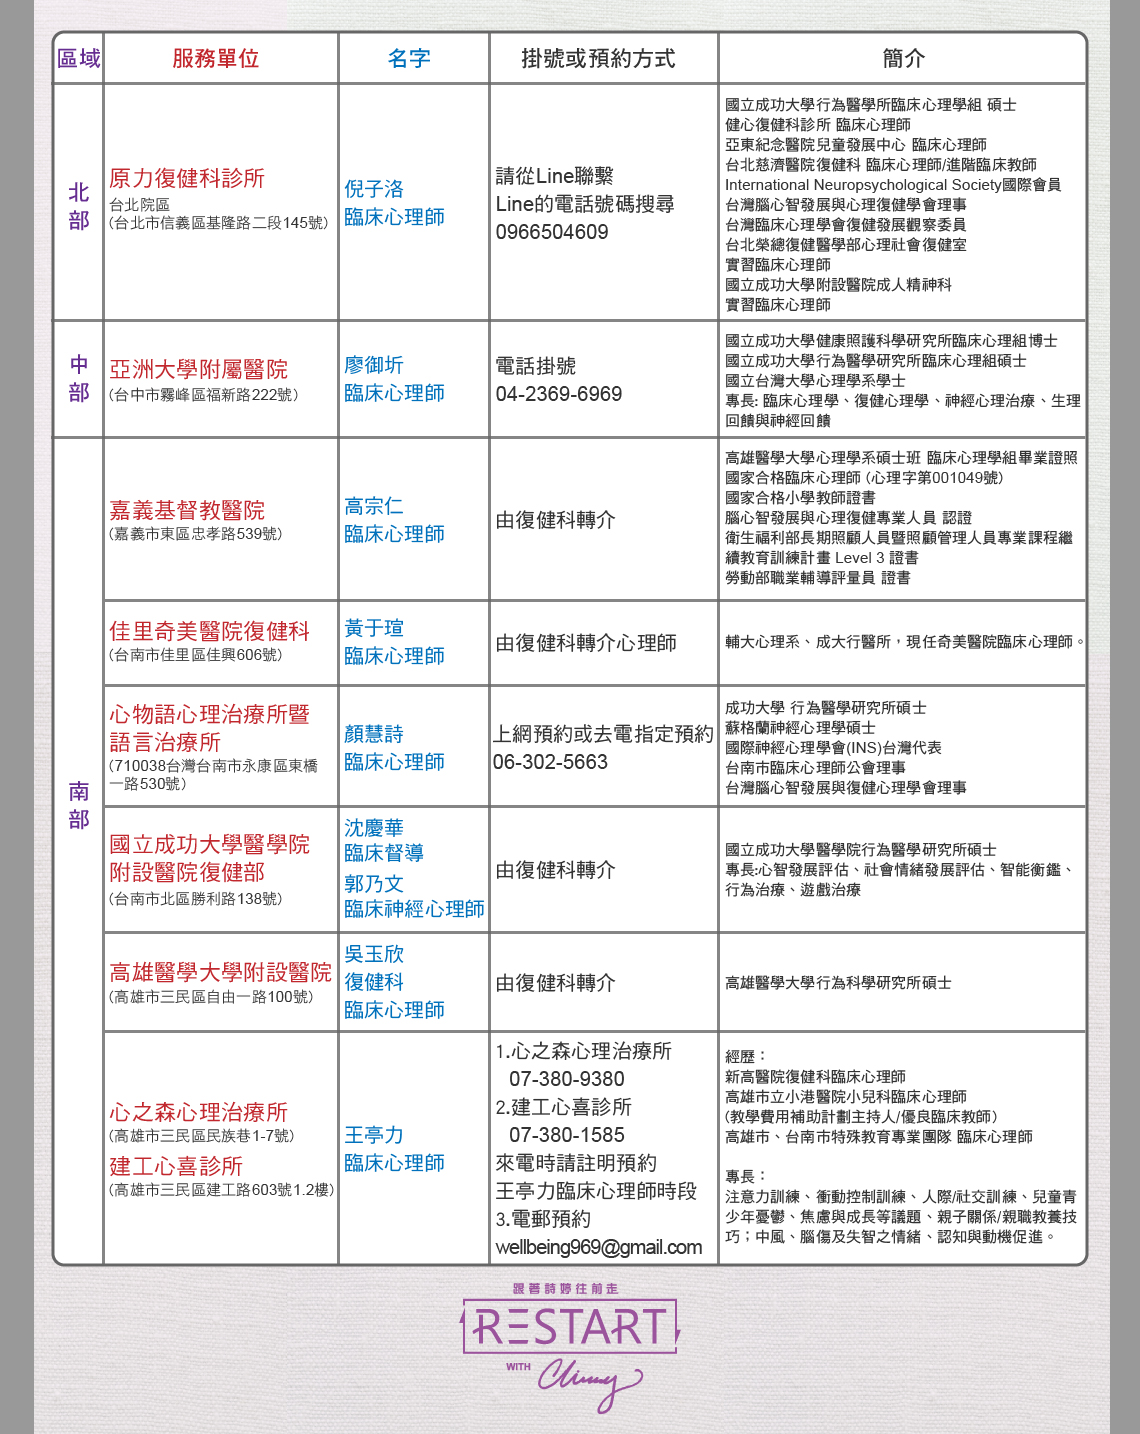 區域 服務單位 名字 掛號或預約方式 簡介
北
部
原力復健科診所
台北院區
(台北市信義區基隆路二段145號)
倪子洛
臨床心理師
請從Line聯繫
Line的電話號碼搜尋
0966504609
國立成功大學行為醫學所臨床心理學組 碩士
健心復健科診所 臨床心理師
亞東紀念醫院兒童發展中心 臨床心理師
台北慈濟醫院復健科 臨床心理師/進階臨床教師
International Neuropsychological Society國際會員
台灣腦心智發展與心理復健學會理事
台灣臨床心理學會復健發展觀察委員
台北榮總復健醫學部心理社會復健室
實習臨床心理師
國立成功大學附設醫院成人精神科
實習臨床心理師
中
部
亞洲大學附屬醫院
(台中市霧峰區福新路222號)
廖御圻
臨床心理師
電話掛號
04-2369-6969
國立成功大學健康照護科學研究所臨床心理組博士
國立成功大學行為醫學研究所臨床心理組碩士
國立台灣大學心理學系學士
專長: 臨床心理學、復健心理學、神經心理治療、生理
回饋與神經回饋
南
部
嘉義基督教醫院
(嘉義市東區忠孝路539號)
高宗仁
臨床心理師
由復健科轉介
高雄醫學大學心理學系碩士班 臨床心理學組畢業證照
國家合格臨床心理師 (心理字第001049號)
國家合格小學教師證書
腦心智發展與心理復健專業人員 認證
衛生福利部長期照顧人員暨照顧管理人員專業課程繼
續教育訓練計畫 Level 3 證書
勞動部職業輔導評量員 證書
佳里奇美醫院復健科
(台南市佳里區佳興606號)
黃于瑄
臨床心理師
由復健科轉介心理師
輔大心理系、成大行醫所，現任奇美醫院臨床心理師。
心物語心理治療所暨
語言治療所
(710038台灣台南市永康區東橋
一路530號)
顏慧詩
臨床心理師
上網預約或去電指定預約
06-302-5663
成功大學 行為醫學研究所碩士
蘇格蘭神經心理學碩士
國際神經心理學會(INS)台灣代表
台南市臨床心理師公會理事
台灣腦心智發展與復健心理學會理事
國立成功大學醫學院
附設醫院復健部
(台南市北區勝利路138號)
沈慶華
臨床督導
郭乃文
臨床神經心理師
由復健科轉介
國立成功大學醫學院行為醫學研究所碩士
專長:心智發展評估、社會情緒發展評估、智能衡鑑、
行為治療、遊戲治療
高雄醫學大學附設醫院
(高雄市三民區自由一路100號)
吳玉欣
復健科
臨床心理師
由復健科轉介
高雄醫學大學行為科學研究所碩士
心之森心理治療所
(高雄市三民區民族巷1-7號)
建工心喜診所
(高雄市三民區建工路603號1.2樓)
王亭力
臨床心理師
1.心之森心理治療所
07-380-9380
2.建工心喜診所
07-380-1585
來電時請註明預約
王亭力臨床心理師時段
3.電郵預約
wellbeing969@gmail.com
經歷：
新高醫院復健科臨床心理師
高雄市立小港醫院小兒科臨床心理師
(教學費用補助計劃主持人/優良臨床教師)
高雄市、台南市特殊教育專業團隊 臨床心理師
專長：
注意力訓練、衝動控制訓練、人際/社交訓練、兒童青
少年憂鬱、焦慮與成長等議題、親子關係/親職教養技
巧；中風、腦傷及失智之情緒、認知與動機促進。
跟著詩婷往前走
RESTART
WITH